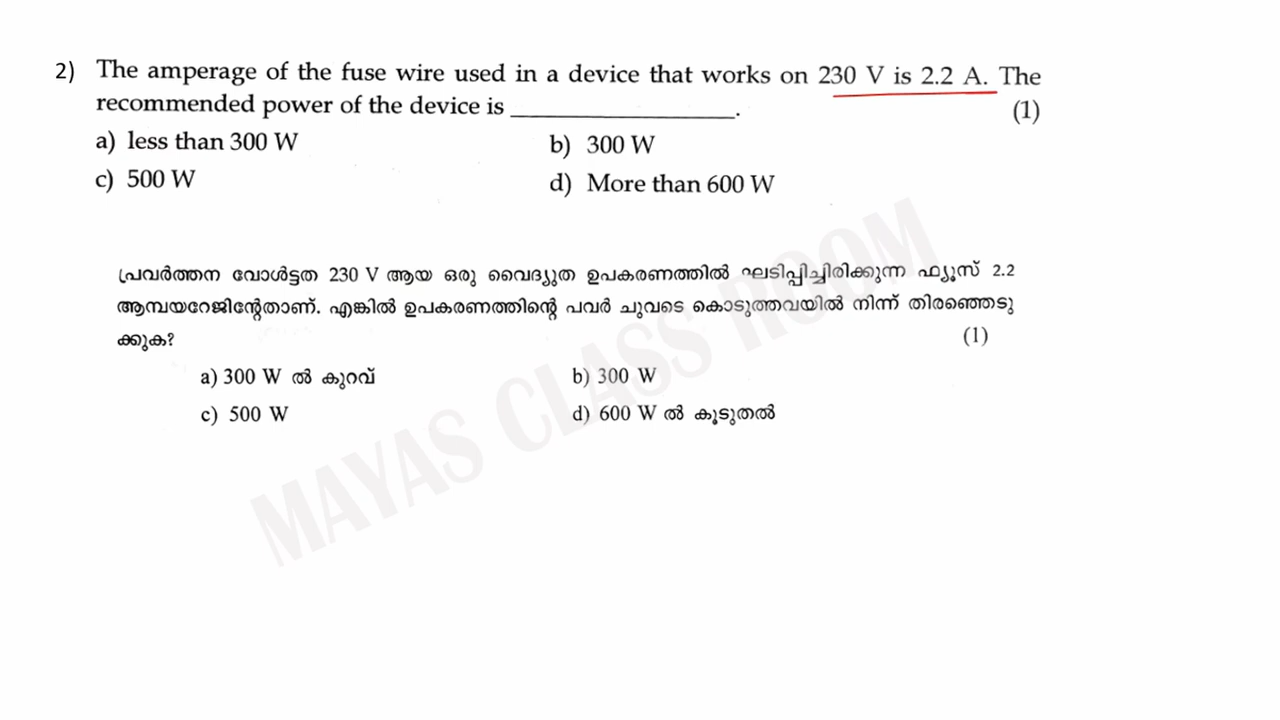 2) The amperage of the fuse wire used in a device that works on 230 V is 2.2 A. The
recommended power of the device is ________________. (1)
a) less than 300 W b) 300 W
c) 500 W d) More than 600 W
പ്രവർത്തന വോൾട്ടത 230 V ആയ ഒരു വൈദ്യുത ഉപകരണത്തിൽ ഘടിപ്പിച്ചിരിക്കുന്ന ഫ്യൂസ് 2.2
ആമ്പയറേജിന്റേതാണ്. എങ്കിൽ ഉപകരണത്തിന്റെ പവർ ചുവടെ കൊടുത്തവയിൽ നിന്ന് തിരഞ്ഞെടു
ക്കുക? (1)
a) 300 W ൽ കുറവ് b) 300 W
c) 500 W d) 600 W ൽ കൂടുതൽ
MAYAS CLASS ROOM